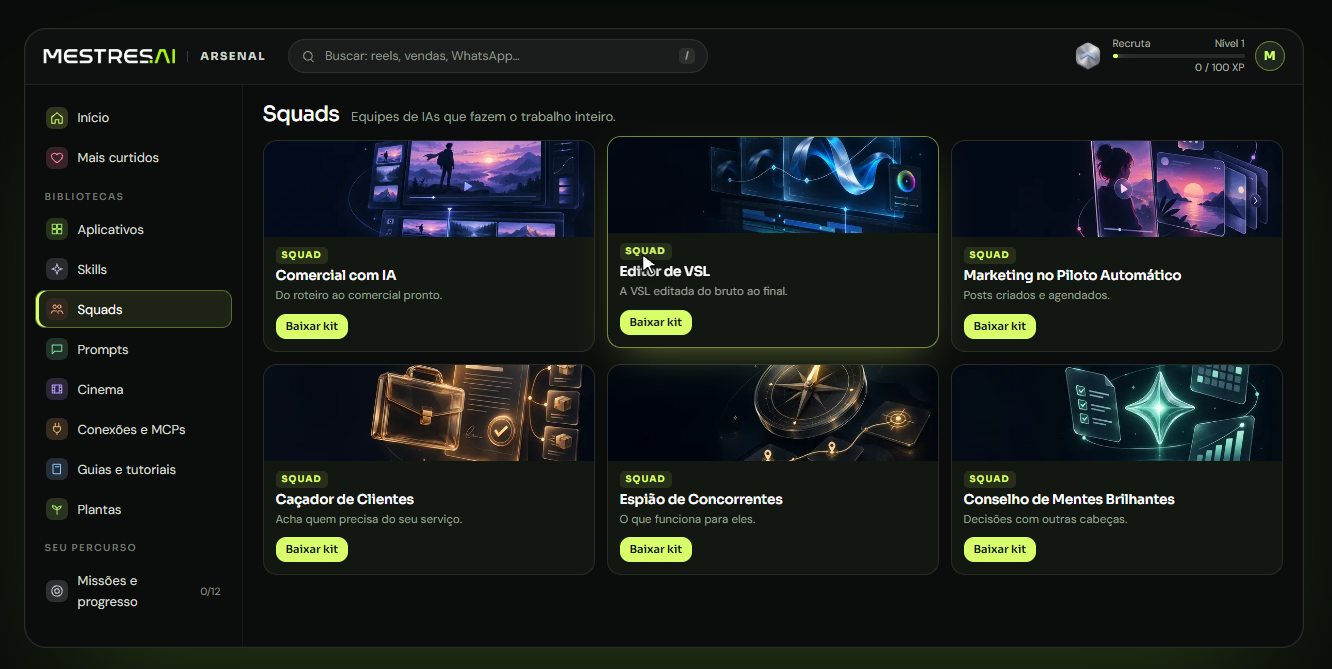 MESTRES.AI
ARSENAL
Buscar: reels, vendas, WhatsApp...
/
Recruta
Nível 1
0 / 100 XP
M
Início
Mais curtidos
BIBLIOTECAS
Aplicativos
Skills
Squads
Prompts
Cinema
Conexões e MCPs
Guias e tutoriais
Plantas
SEU PERCURSO
Missões e
progresso
0/12
Squads
Equipes de IAs que fazem o trabalho inteiro.
SQUAD
Comercial com IA
Do roteiro ao comercial pronto.
Baixar kit
SQUAD
Editor de VSL
A VSL editada do bruto ao final.
Baixar kit
SQUAD
Marketing no Piloto Automático
Posts criados e agendados.
Baixar kit
SQUAD
Caçador de Clientes
Acha quem precisa do seu serviço.
Baixar kit
SQUAD
Espião de Concorrentes
O que funciona para eles.
Baixar kit
SQUAD
Conselho de Mentes Brilhantes
Decisões com outras cabeças.
Baixar kit